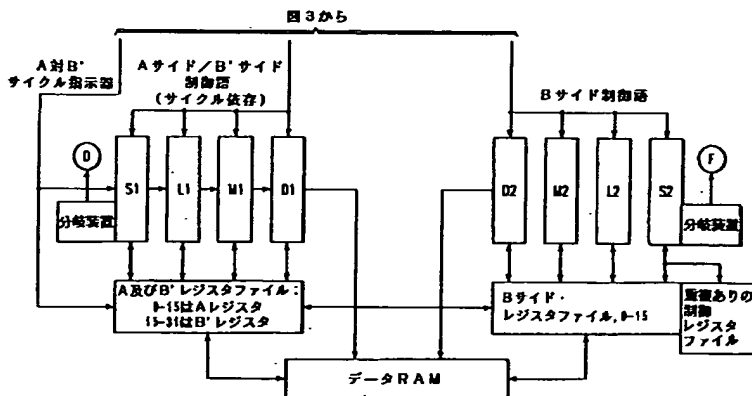 図3から
A対B'
サイクル指示器
Aサイド/B'サイド
制御語
(サイクル依存)
Bサイド制御語
D
F
S1
L1
M1
D1
D2
M2
L2
S2
分岐装置
分岐装置
A及びB'レジスタファイル:
0-15はAレジスタ
15-31はB'レジスタ
Bサイド・
レジスタファイル,0-15
重複ありの
制御
レジスタ
ファイル
データRAM